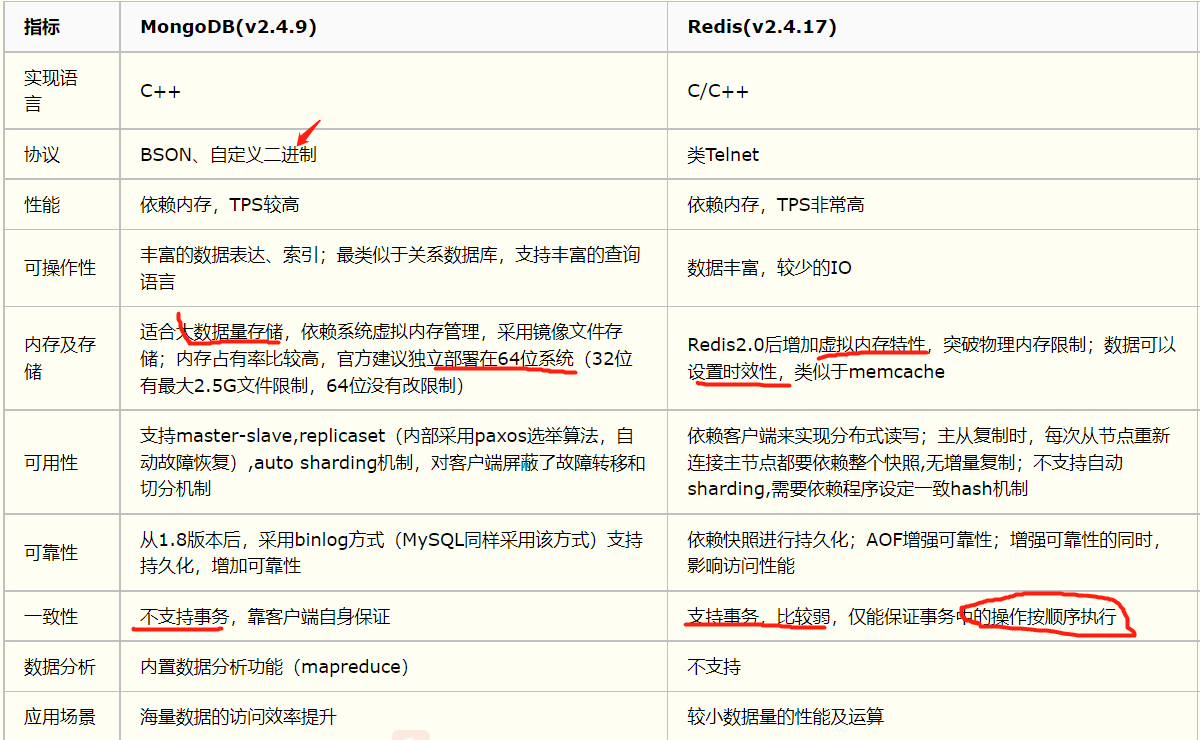 指标 MongoDB(v2.4.9) Redis(v2.4.17)
实现语
言
C++
C/C++
协议 BSON、自定义二进制 类Telnet
性能 依赖内存，TPS较高 依赖内存，TPS非常高
可操作性
丰富的数据表达、索引；最类似于关系数据库，支持丰富的查询
语言
数据丰富，较少的IO
内存及存
储
适合大数据量存储，依赖系统虚拟内存管理，采用镜像文件存
储；内存占有率比较高，官方建议独立部署在64位系统（32位
有最大2.5G文件限制，64位没有改限制）
Redis2.0后增加虚拟内存特性，突破物理内存限制；数据可以
设置时效性，类似于memcache
可用性
支持master-slave,replicaset（内部采用paxos选举算法，自
动故障恢复）,auto sharding机制，对客户端屏蔽了故障转移和
切分机制
依赖客户端来实现分布式读写；主从复制时，每次从节点重新
连接主节点都要依赖整个快照,无增量复制；不支持自动
sharding,需要依赖程序设定一致hash机制
可靠性
从1.8版本后，采用binlog方式（MySQL同样采用该方式）支持
持久化，增加可靠性
依赖快照进行持久化；AOF增强可靠性；增强可靠性的同时，
影响访问性能
一致性 不支持事务，靠客户端自身保证 支持事务，比较弱，仅能保证事务中的操作按顺序执行
数据分析 内置数据分析功能（mapreduce） 不支持
应用场景 海量数据的访问效率提升 较小数据量的性能及运算